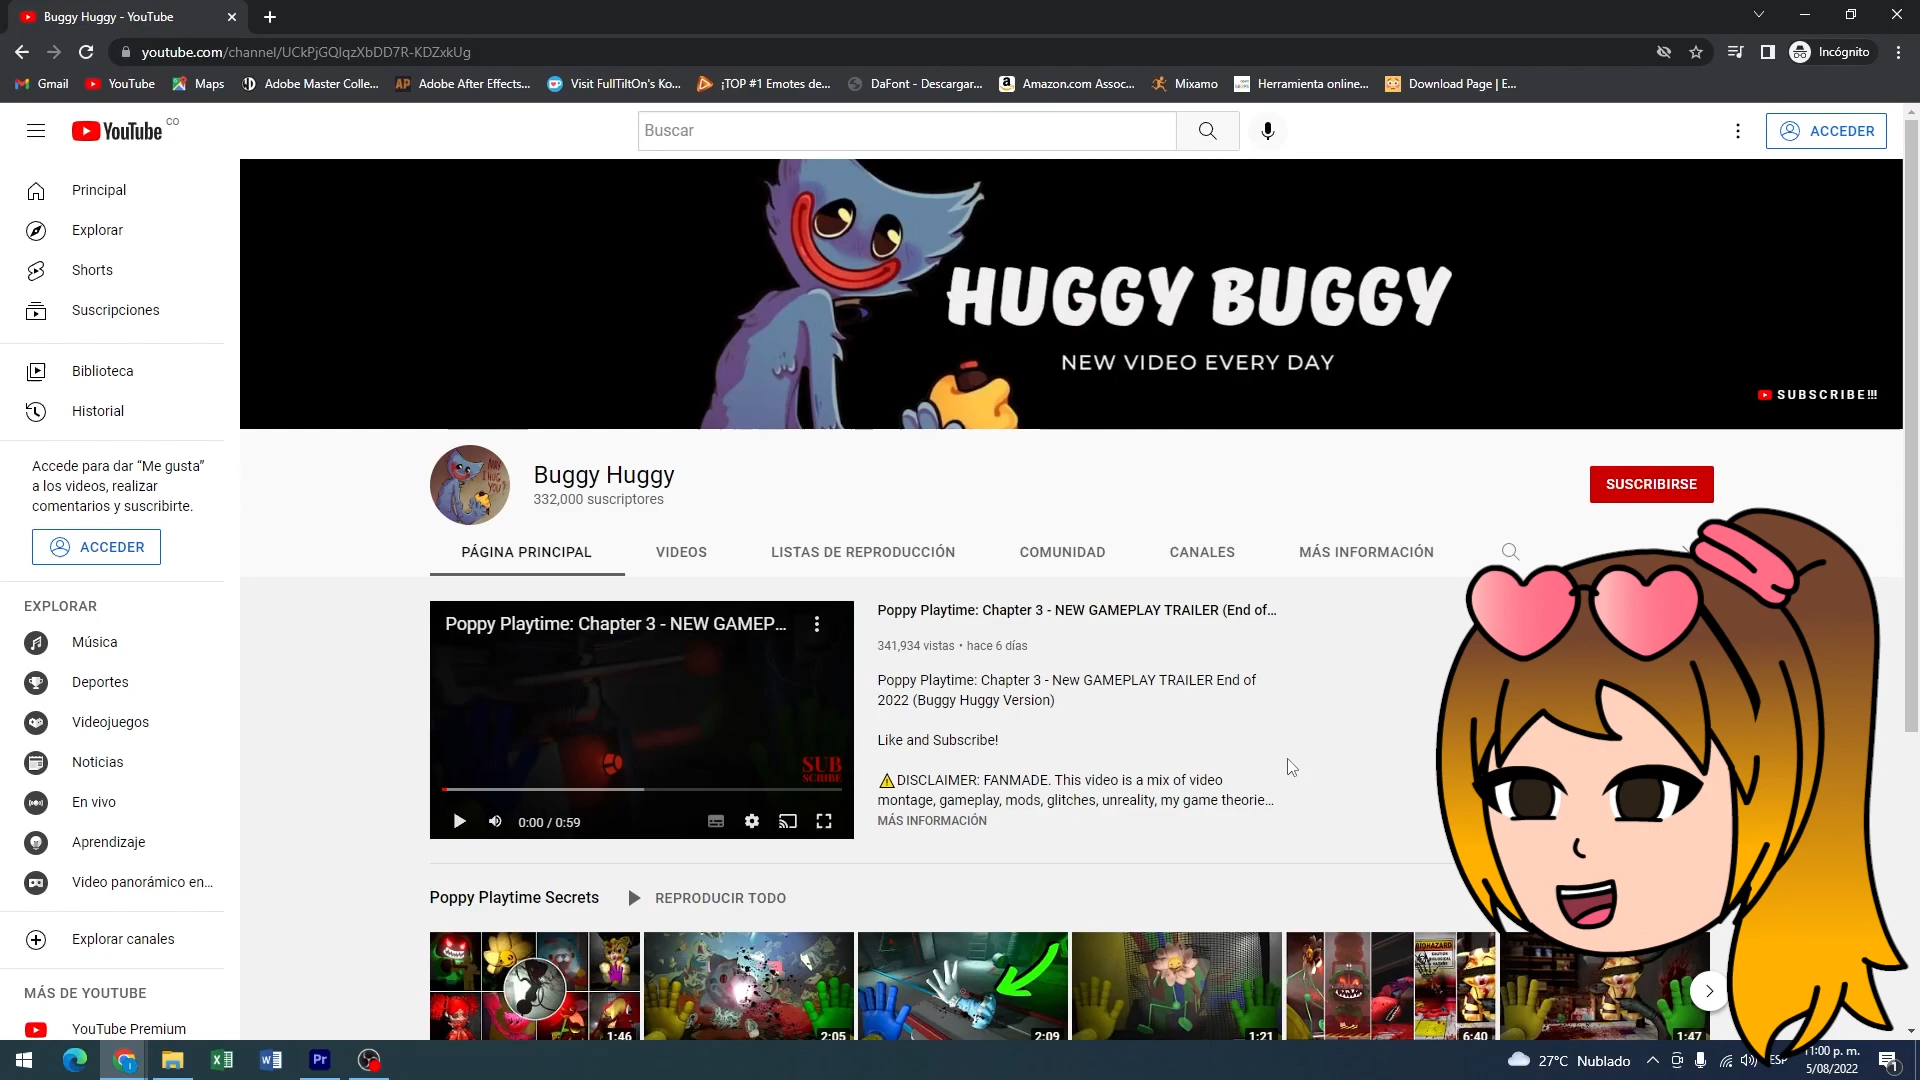 Buggy Huggy - YouTube
youtube.com/channel/UCkPjGQlqzXbDD7R-KDZxkUg
Incógnito
Gmail
YouTube
Maps
Adobe Master Colle...
Adobe After Effects...
Visit FullTiltOn's Ko...
¡TOP #1 Emotes de...
DaFont - Descargar...
Amazon.com Assoc...
Mixamo
Herramienta online...
Download Page | E...
YouTube CO
Buscar
ACCEDER
Principal
Explorar
Shorts
Suscripciones
Biblioteca
Historial
Accede para dar “Me gusta”
a los videos, realizar
comentarios y suscribirte.
ACCEDER
EXPLORAR
Música
Deportes
Videojuegos
Noticias
En vivo
Aprendizaje
Video panorámico en...
Explorar canales
MÁS DE YOUTUBE
YouTube Premium
HUGGY BUGGY
NEW VIDEO EVERY DAY
SUBSCRIBE!!!
MAY
I HUG
YOU?
Buggy Huggy
332,000 suscriptores
SUSCRIBIRSE
PÁGINA PRINCIPAL
VIDEOS
LISTAS DE REPRODUCCIÓN
COMUNIDAD
CANALES
MÁS INFORMACIÓN
Poppy Playtime: Chapter 3 - NEW GAMEP...
SUB
SCRIBE
0:00 / 0:59
Poppy Playtime: Chapter 3 - NEW GAMEPLAY TRAILER (End of...
341,934 vistas • hace 6 días
Poppy Playtime: Chapter 3 - New GAMEPLAY TRAILER End of
2022 (Buggy Huggy Version)
Like and Subscribe!
⚠️DISCLAIMER: FANMADE. This video is a mix of video
montage, gameplay, mods, glitches, unreality, my game theorie...
MÁS INFORMACIÓN
Poppy Playtime Secrets
REPRODUCIR TODO
1:46
2:05
2:09
1:21
BIOHAZARD
6:40
1:47
27°C Nublado
ESP
11:00 p. m.
5/08/2022
1